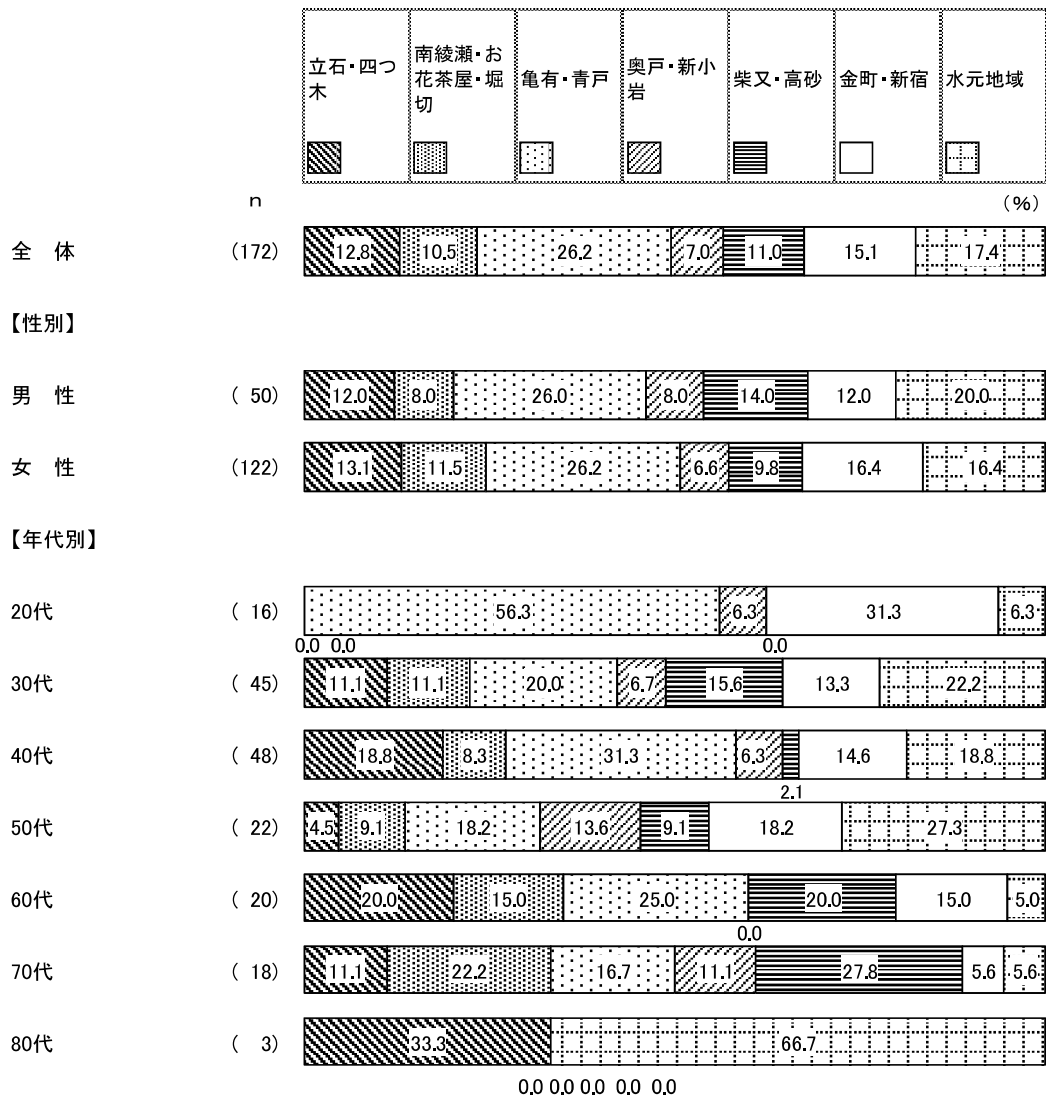 立石・四つ木
南綾瀬・お花茶屋・堀切
亀有・青戸
奥戸・新小岩
柴又・高砂
金町・新宿
水元地域
n (%)
全 体 (172) 12.8 10.5 26.2 7.0 11.0 15.1 17.4
【性別】
男 性 ( 50) 12.0 8.0 26.0 8.0 14.0 12.0 20.0
女 性 (122) 13.1 11.5 26.2 6.6 9.8 16.4 16.4
【年代別】
20代 ( 16) 56.3 6.3 31.3 6.3
0.0 0.0 0.0
30代 ( 45) 11.1 11.1 20.0 6.7 15.6 13.3 22.2
40代 ( 48) 18.8 8.3 31.3 6.3 14.6 18.8
2.1
50代 ( 22) 4.5 9.1 18.2 13.6 9.1 18.2 27.3
60代 ( 20) 20.0 15.0 25.0 20.0 15.0 5.0
0.0
70代 ( 18) 11.1 22.2 16.7 11.1 27.8 5.6 5.6
80代 ( 3) 33.3 66.7
0.0 0.0 0.0 0.0 0.0